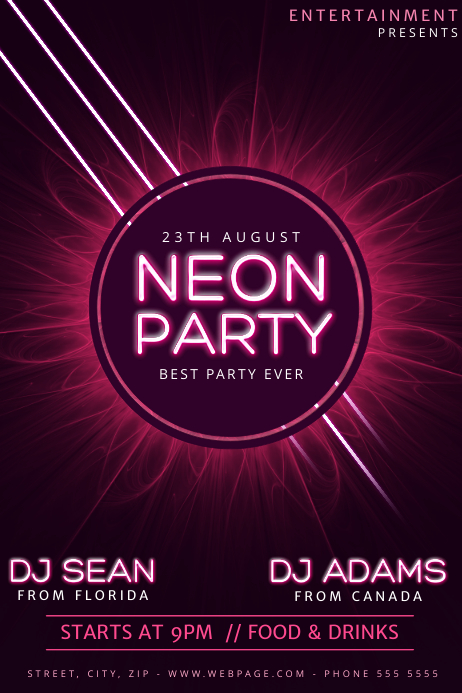 ENTERTAINMENT
PRESENTS
23TH AUGUST
NEON
PARTY
BEST PARTY EVER
DJ SEAN
FROM FLORIDA
DJ ADAMS
FROM CANADA
STARTS AT 9PM // FOOD & DRINKS
STREET, CITY, ZIP - WWW.WEBPAGE.COM - PHONE 555 5555